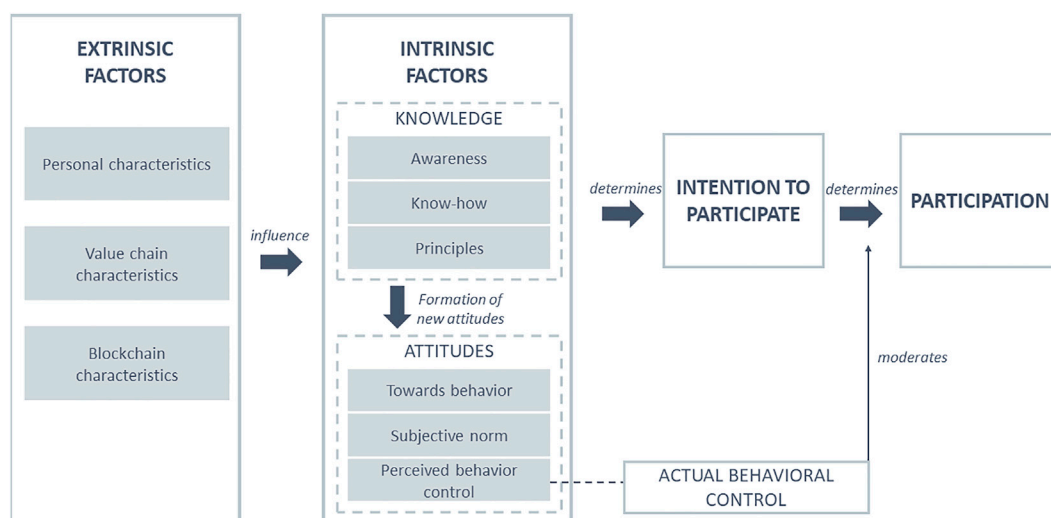 EXTRINSIC
FACTORS
Personal characteristics
Value chain
characteristics
Blockchain
characteristics
influence
INTRINSIC
FACTORS
KNOWLEDGE
Awareness
Know-how
Principles
Formation of
new attitudes
ATTITUDES
Towards behavior
Subjective norm
Perceived behavior
control
determines
INTENTION TO
PARTICIPATE
determines
PARTICIPATION
moderates
ACTUAL BEHAVIORAL
CONTROL